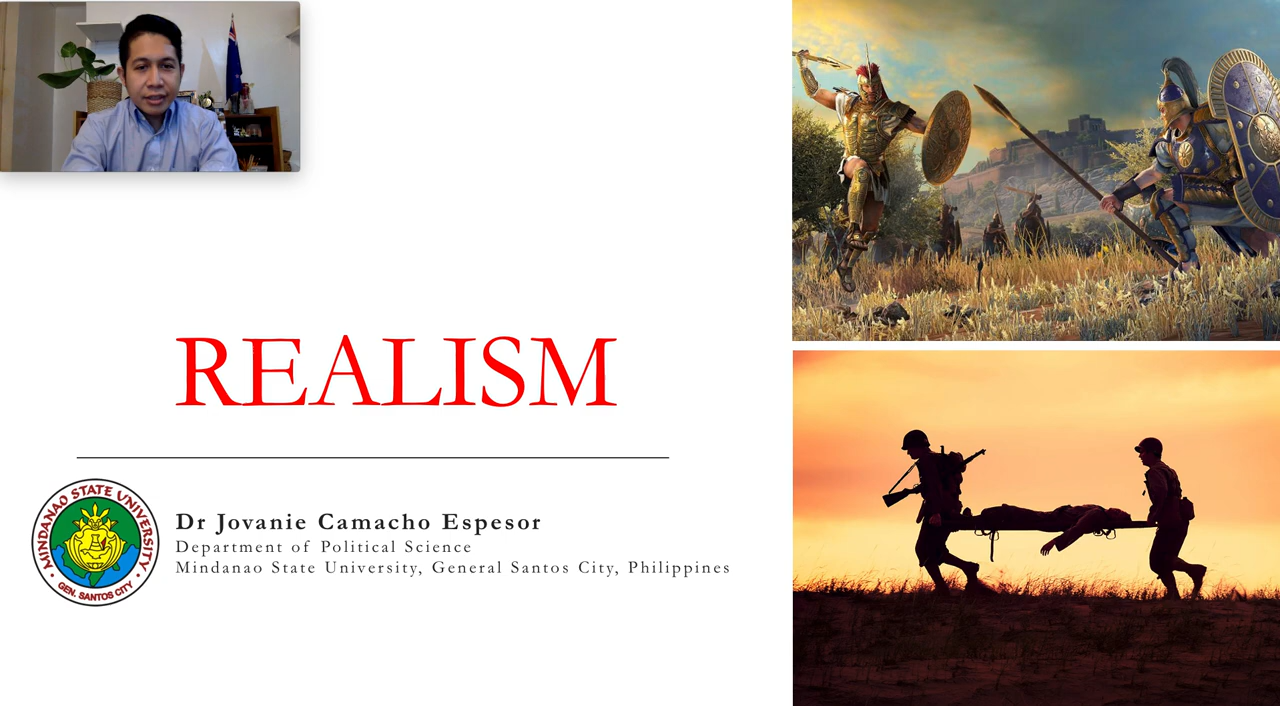 REALISM
Dr Jovanie Camacho Espesor
Department of Political Science
Mindanao State University, General Santos City, Philippines
MINDANAO STATE UNIVERSITY
GEN. SANTOS CITY